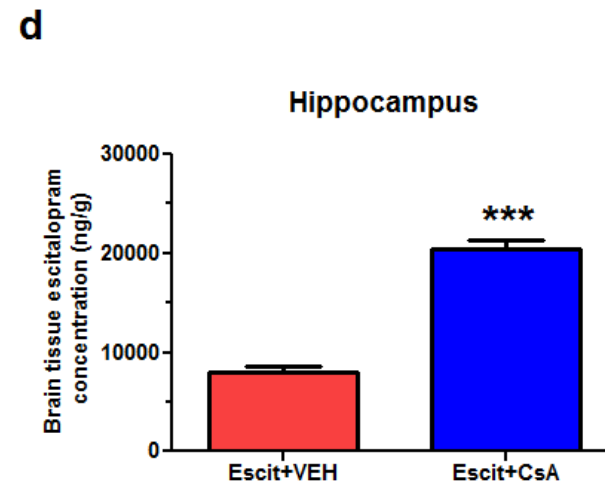 d
Hippocampus
Brain tissue escitalopram
concentration (ng/g)
30000
20000
10000
0
***
Escit+VEH
Escit+CsA